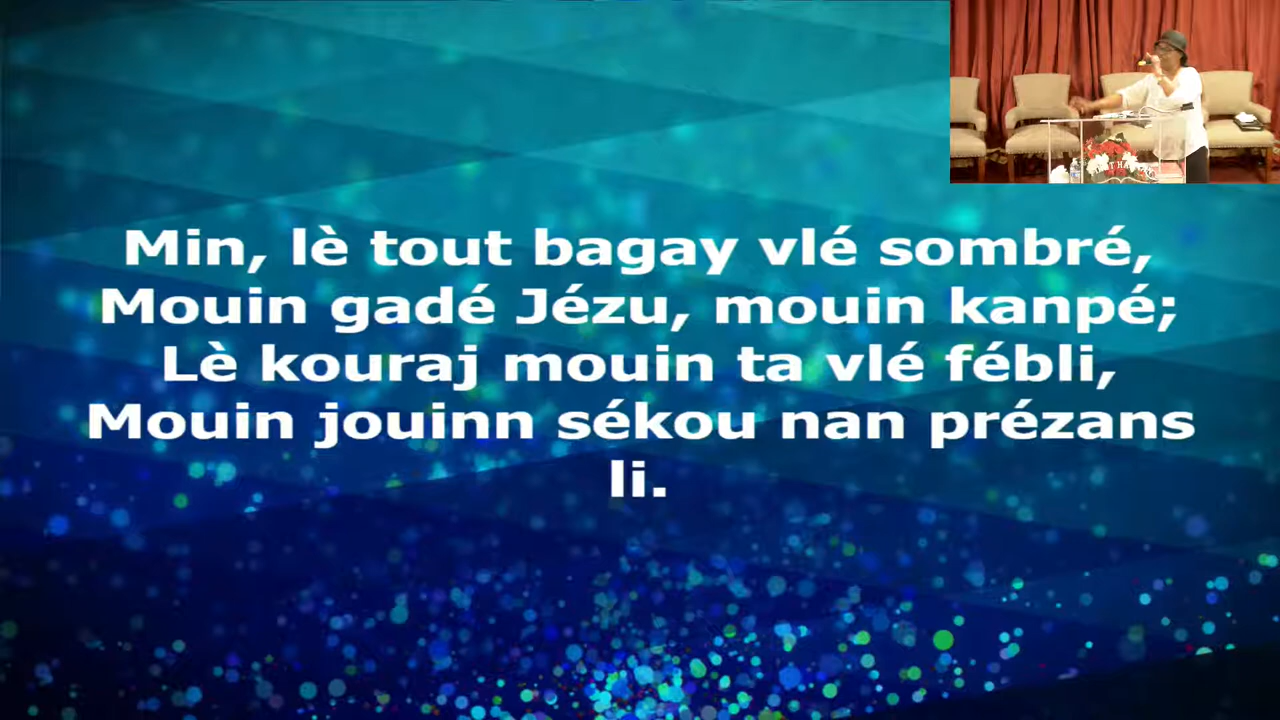 Min, lè tout bagay vlé sombré,
Mouin gadé Jézu, mouin kanpé;
Lè kouraj mouin ta vlé fébli,
Mouin jouinn sékou nan prézans
li.